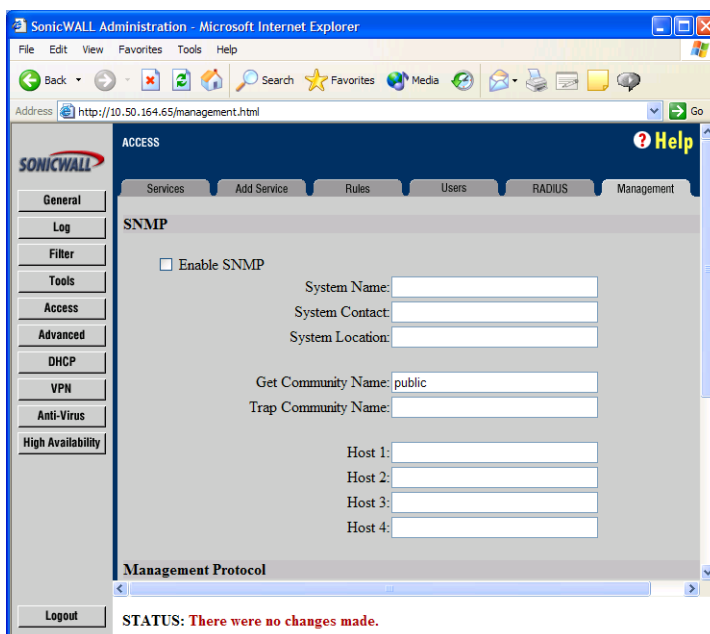 SonicWALL Administration - Microsoft Internet Explorer
File Edit View Favorites Tools Help
Back Search Favorites Media
Address http://10.50.164.65/management.html Go
SONICWALL
ACCESS
? Help
Services Add Service Rules Users RADIUS Management
General
Log
Filter
Tools
Access
Advanced
DHCP
VPN
Anti-Virus
High Availability
Logout
SNMP
Enable SNMP
System Name:
System Contact:
System Location:
Get Community Name: public
Trap Community Name:
Host 1:
Host 2:
Host 3:
Host 4:
Management Protocol
STATUS: There were no changes made.